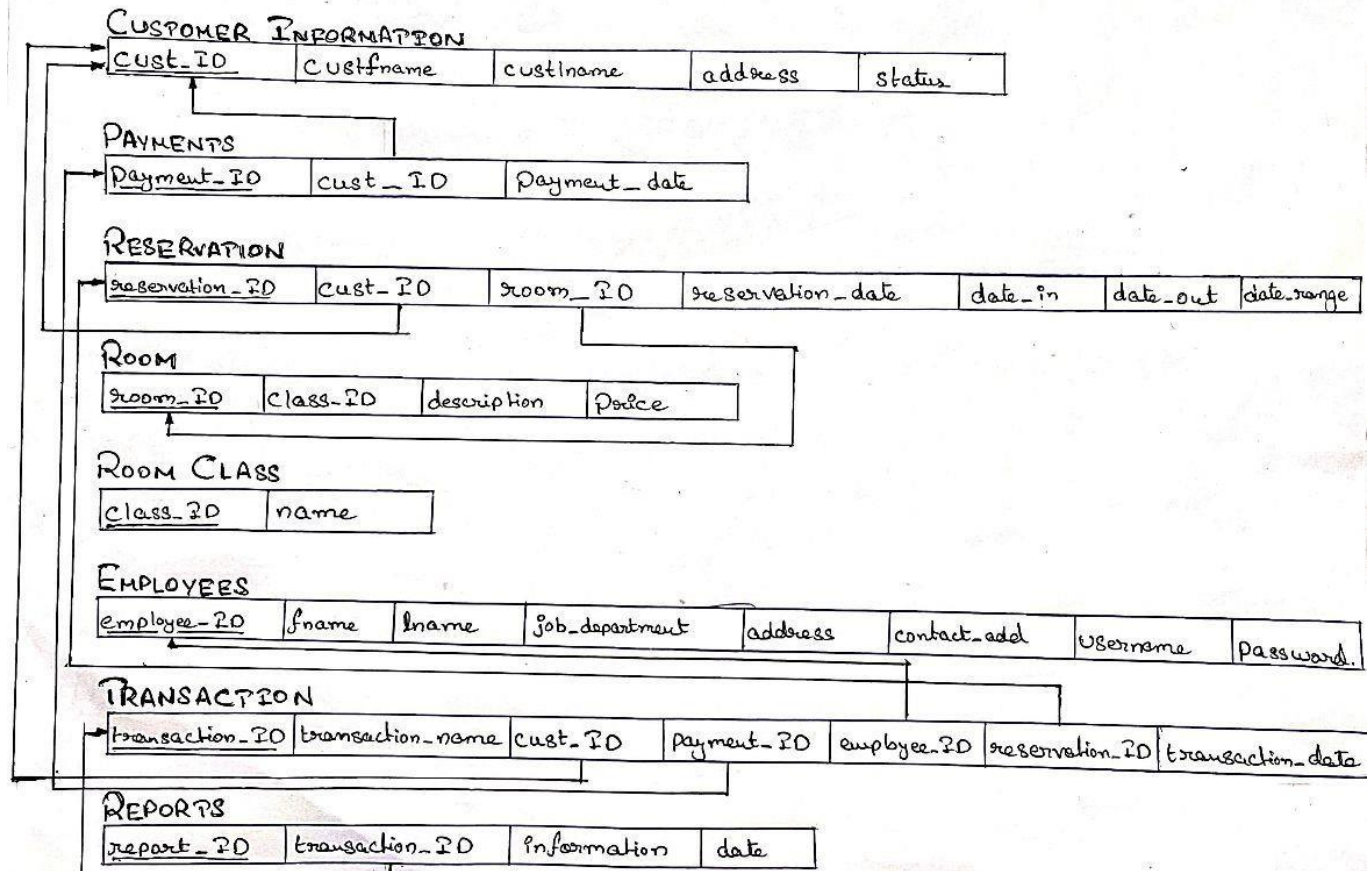 CUSTOMER INFORMATION
cust_ID custfname custlname address status
PAYMENTS
payment_ID cust_ID payment_date
RESERVATION
reservation_ID cust_ID room_ID reservation_date date_in date_out date_range
ROOM
room_ID class_ID description price
ROOM CLASS
class_ID name
EMPLOYEES
employee_ID fname lname job_department address contact_add username password.
TRANSACTION
transaction_ID transaction_name cust_ID payment_ID employee_ID reservation_ID transaction_date
REPORTS
report_ID transaction_ID information date